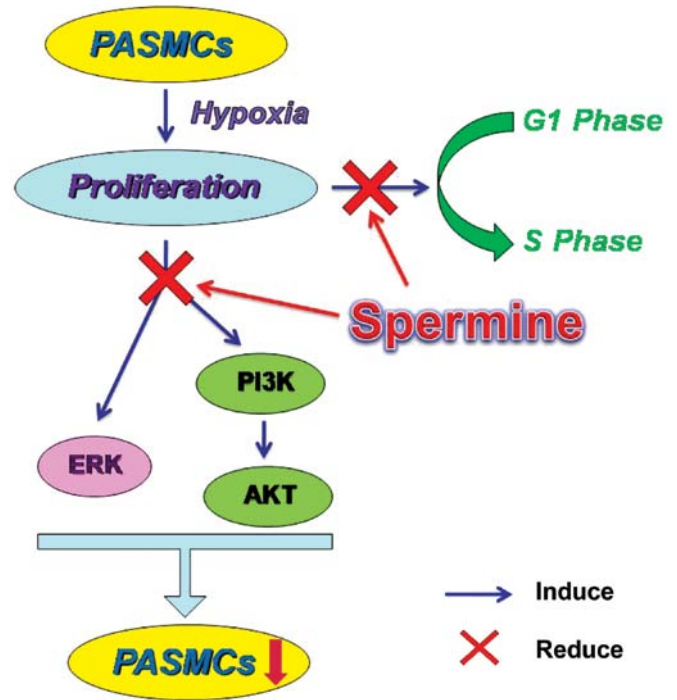 PASMCs
Hypoxia
G1 Phase
Proliferation
S Phase
Spermine
PI3K
ERK
AKT
Induce
PASMCs
Reduce